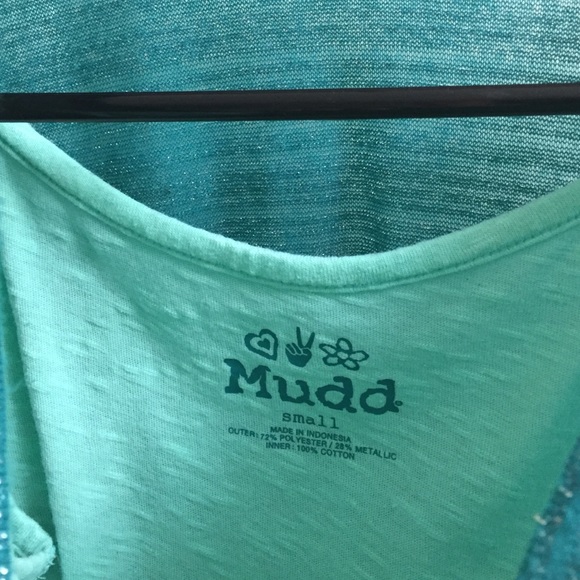 Mudd
small
MADE IN INDONESIA
OUTER: 72% POLYESTER / 28% METALLIC
INNER: 100% COTTON